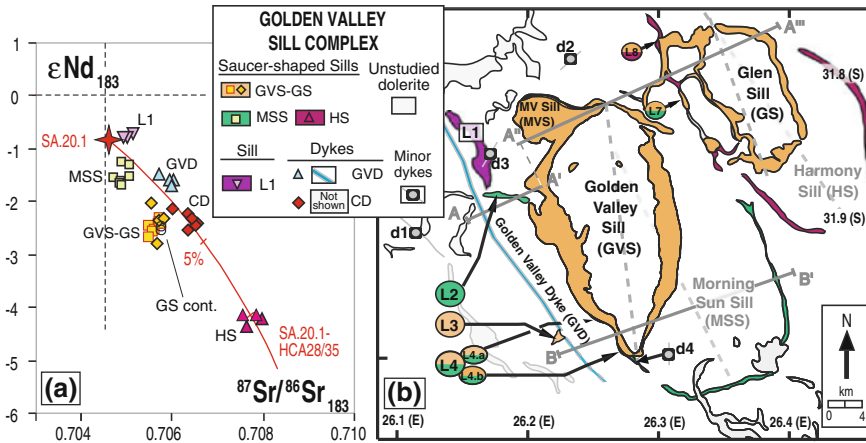 GOLDEN VALLEY
SILL COMPLEX
Saucer-shaped Sills
GVS-GS
MSS
HS
Unstudied
dolerite
Sill
L1
Dykes
GVD
Not
shown
CD
Minor
dykes
εNd 183
1
0
-1
-2
-3
-4
-5
-6
SA.20.1
L1
MSS
GVD
CD
GVS-GS
5%
GS cont.
HS
SA.20.1-
HCA28/35
(a)
87Sr/86Sr 183
0.704
0.706
0.708
0.710
d2
L8
A'''
31.8 (S)
Glen
Sill
(GS)
MV Sill
(MVS)
L7
L1
A''
d3
Harmony
Sill (HS)
A'
Golden
Valley
Sill
(GVS)
A
31.9 (S)
d1
Golden Valley Dyke (GVD)
L2
Morning
Sun Sill
(MSS)
B'
L3
L4
L4.a
L4.b
B
d4
N
km
0
4
(b)
26.1 (E)
26.2 (E)
26.3 (E)
26.4 (E)